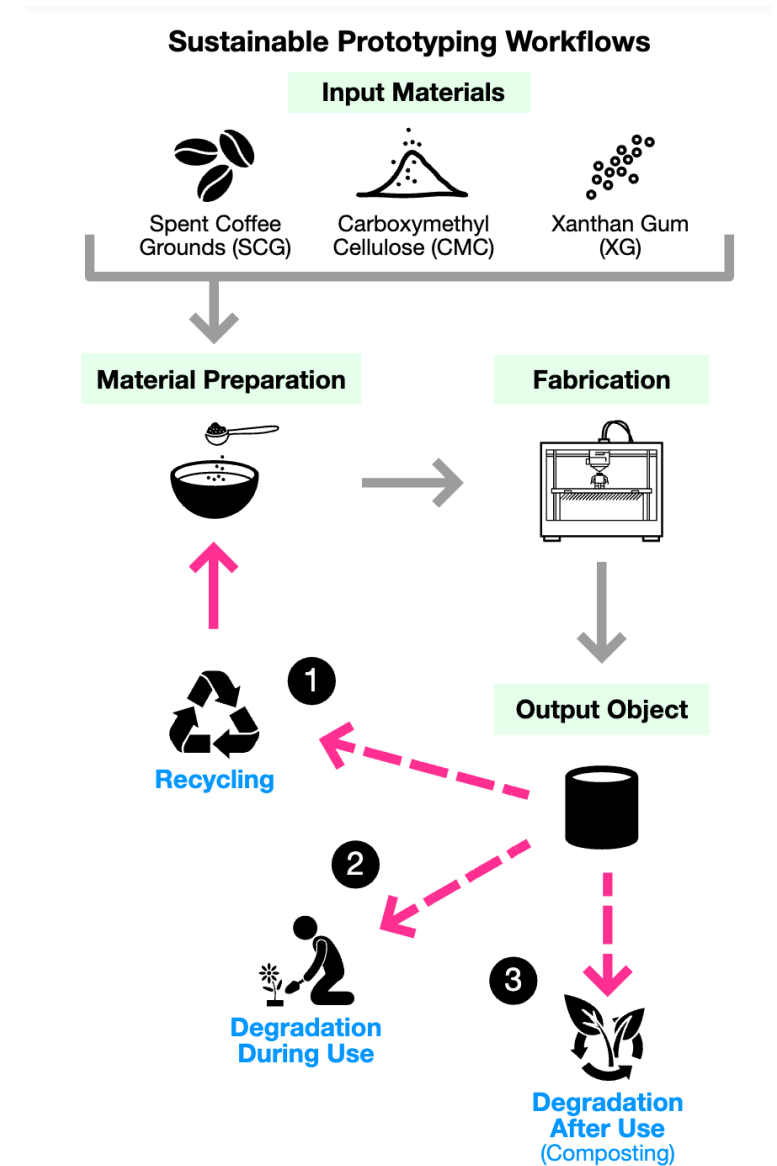 Sustainable Prototyping Workflows
Input Materials
Spent Coffee
Grounds (SCG)
Carboxymethyl
Cellulose (CMC)
Xanthan Gum
(XG)
Material Preparation
Fabrication
1
Recycling
Output Object
2
Degradation
During Use
3
Degradation
After Use
(Composting)